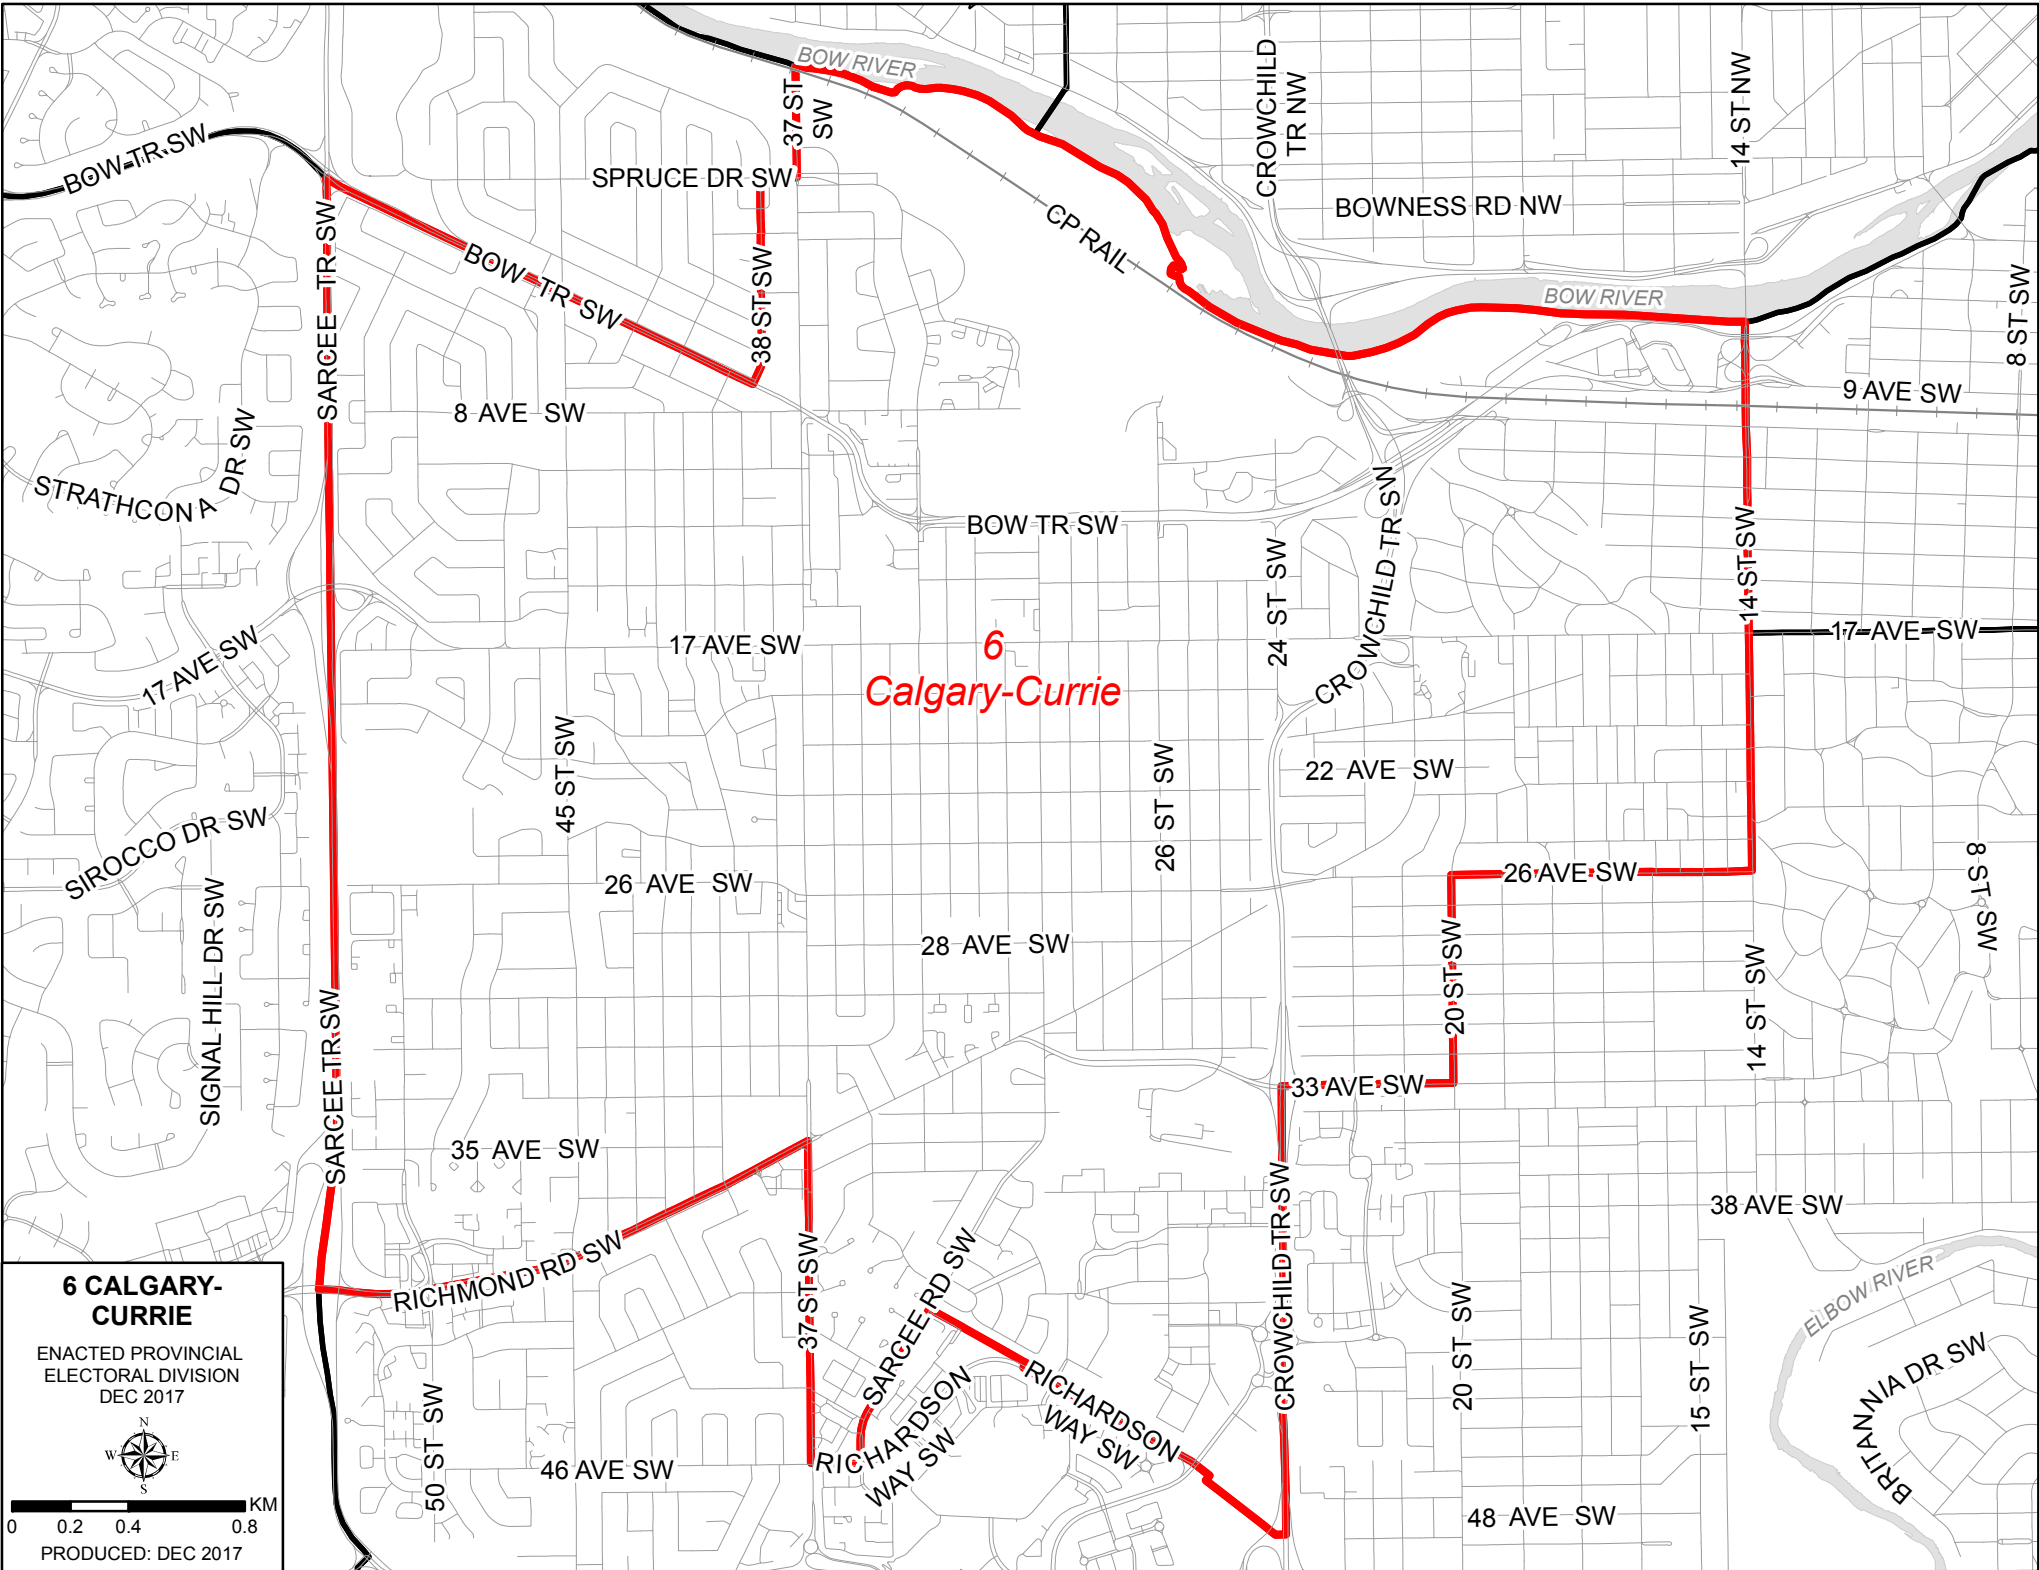 BOW RIVER
CROWCHILD
TR NW
14 ST NW
37 ST
SW
BOW TR SW
SPRUCE DR SW
BOWNESS RD NW
CP RAIL
SARCEE TR SW
BOW TR SW
38 ST SW
BOW RIVER
8 ST SW
9 AVE SW
8 AVE SW
STRATHCONA DR SW
BOW TR SW
24 ST SW
CROWCHILD TR SW
14 ST SW
17 AVE SW
17 AVE SW
17 AVE SW
6
Calgary-Currie
45 ST SW
26 ST SW
22 AVE SW
SIROCCO DR SW
26 AVE SW
26 AVE SW
8 ST SW
SIGNAL HILL DR SW
28 AVE SW
20 ST SW
14 ST SW
SARCEE TR SW
33 AVE SW
35 AVE SW
38 AVE SW
RICHMOND RD SW
37 ST SW
SARCEE RD SW
CROWCHILD TR SW
ELBOW RIVER
20 ST SW
15 ST SW
BRITANNIA DR SW
RICHARDSON
WAY SW
RICHARDSON
WAY SW
50 ST SW
46 AVE SW
48 AVE SW
6 CALGARY-
CURRIE
ENACTED PROVINCIAL
ELECTORAL DIVISION
DEC 2017
N
W E
S
KM
0 0.2 0.4 0.8
PRODUCED: DEC 2017